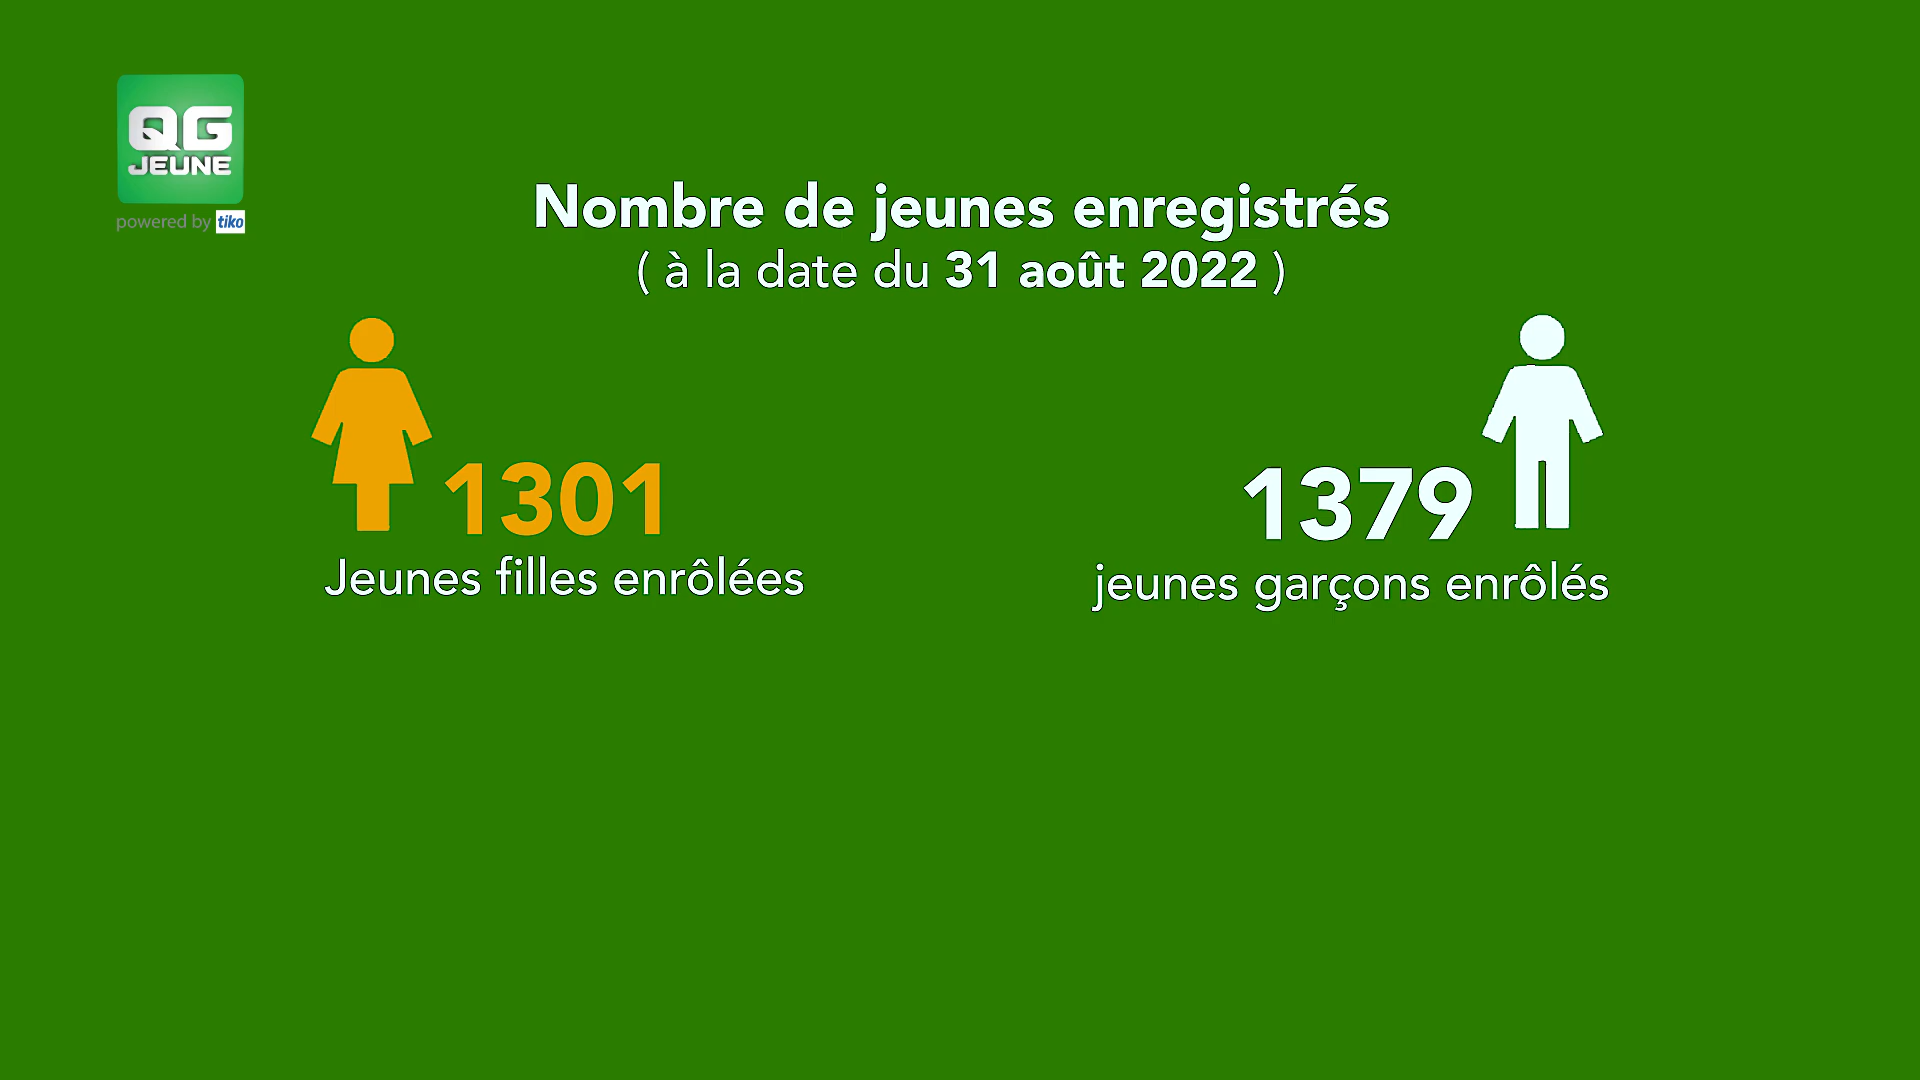 QG
JEUNE
powered by tiko
Nombre de jeunes enregistrés
( à la date du 31 août 2022 )
1301
Jeunes filles enrôlées
1379
jeunes garçons enrôlés